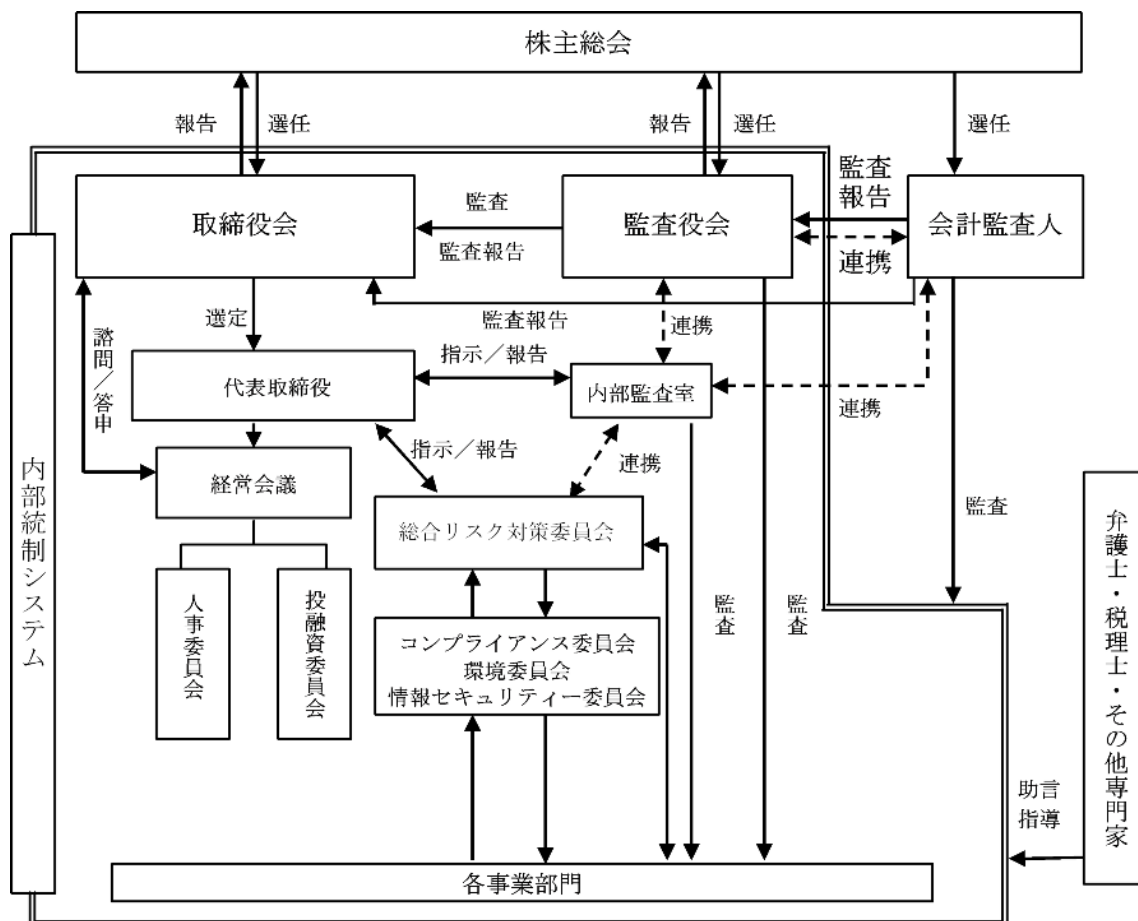 株主総会
報告
選任
報告
選任
選任
取締役会
監査
監査報告
監査役会
監査
報告
連携
会計監査人
選定
監査報告
連携
諮問／答申
代表取締役
指示／報告
内部監査室
連携
経営会議
指示／報告
連携
内部統制システム
総合リスク対策委員会
監査
人事委員会
投融資委員会
コンプライアンス委員会
環境委員会
情報セキュリティー委員会
監査
監査
弁護士・税理士・その他専門家
助言
指導
各事業部門